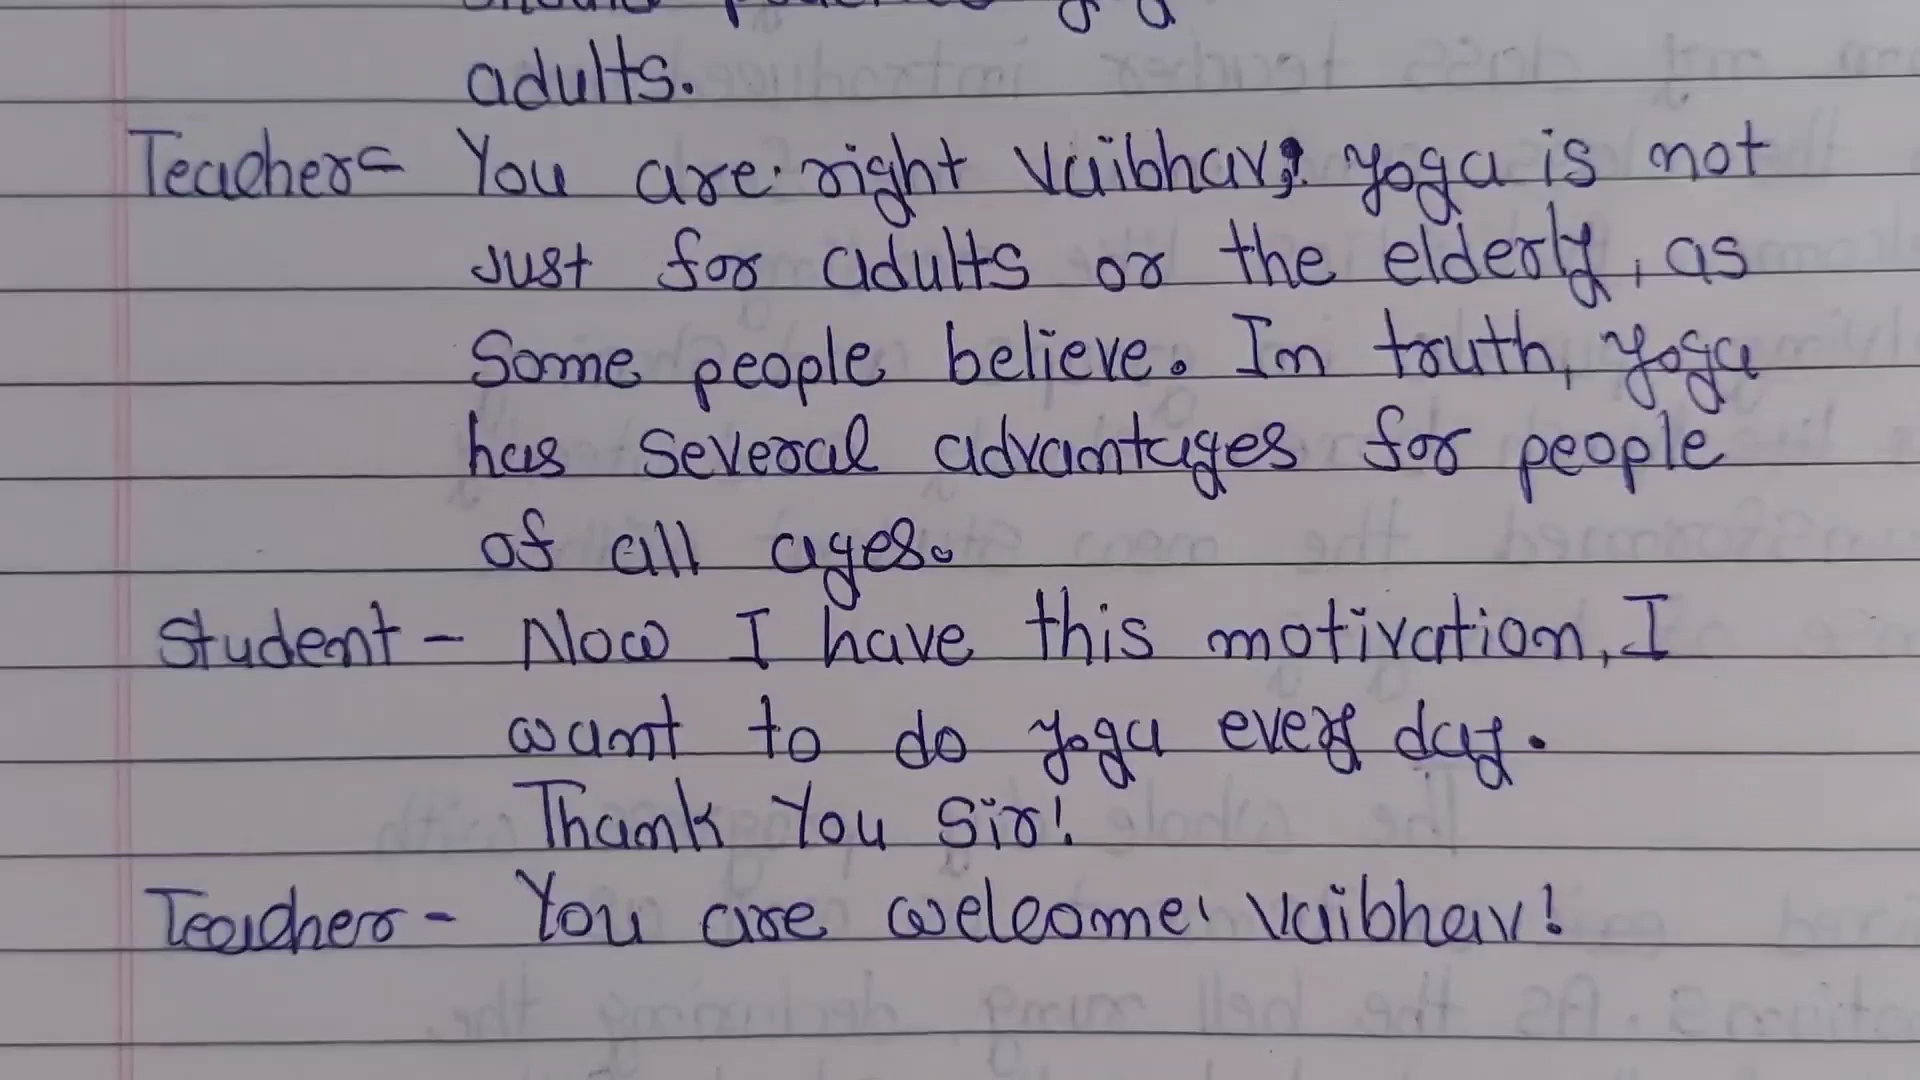 adults.
Teacher= You are right Vaibhav, yoga is not
just for adults or the elderly, as
Some people believe. In truth, yoga
has several advantages for people
of all ages.
Student - Now I have this motivation, I
want to do yoga every day.
Thank You Sir!
Teacher - You are welcome, Vaibhav!